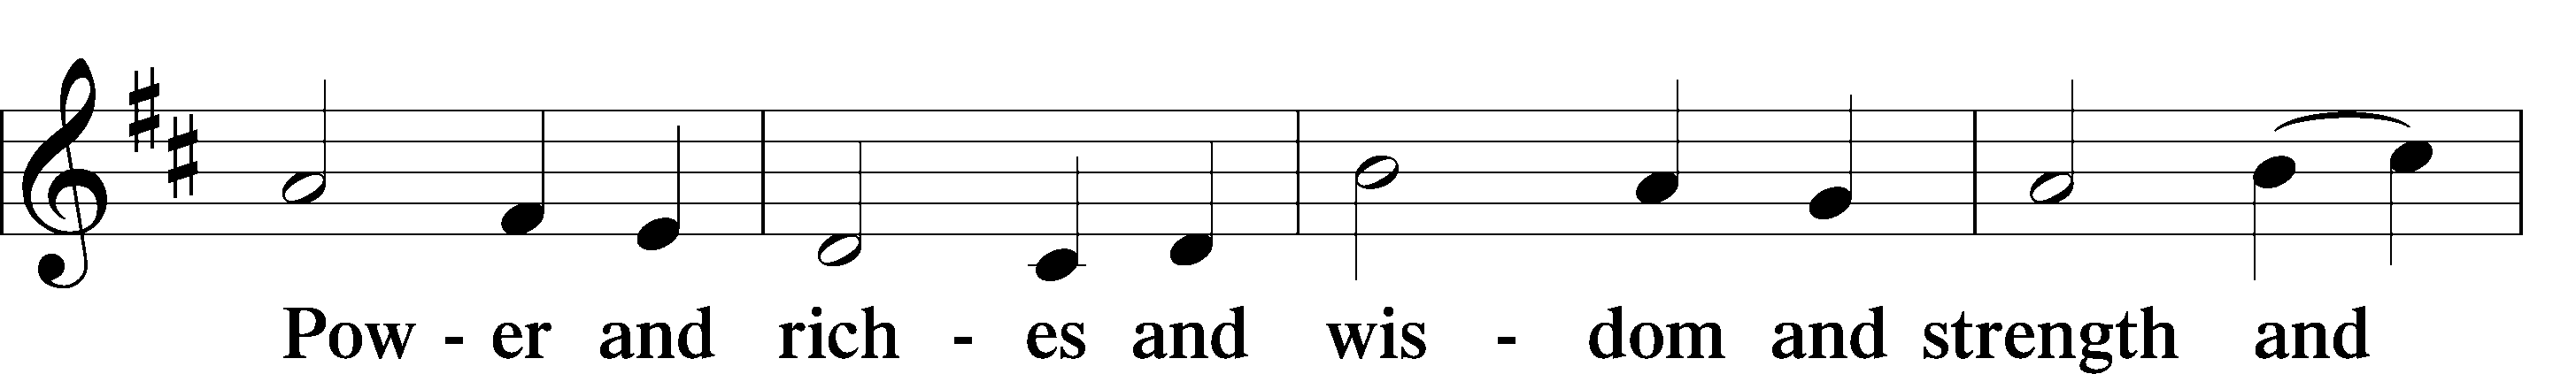 Pow - er and rich - es and wis - dom and strength and